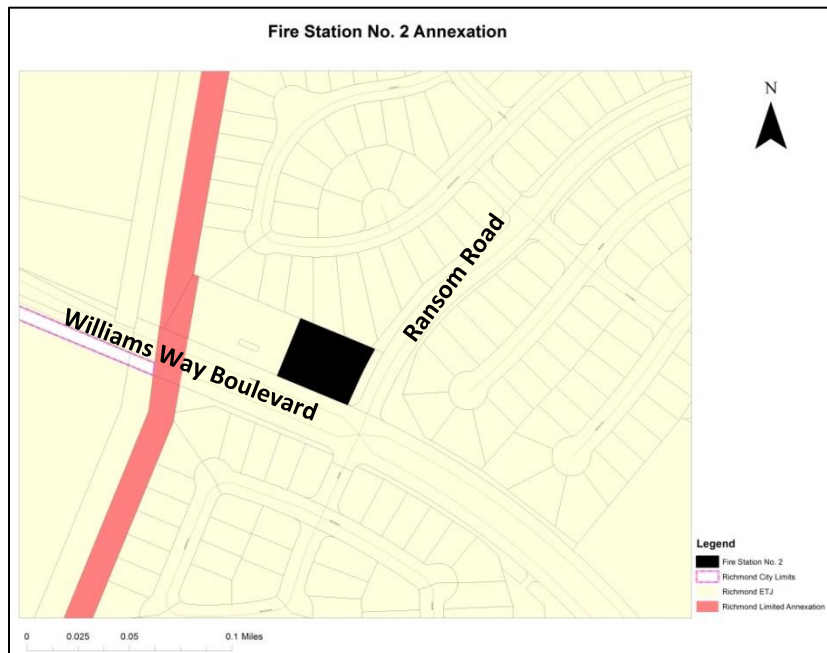 Fire Station No. 2 Annexation
N
Ransom Road
Williams Way Boulevard
Legend
Fire Station No. 2
Richmond City Limits
Richmond ETJ
Richmond Limited Annexation
0 0.025 0.05 0.1 Miles